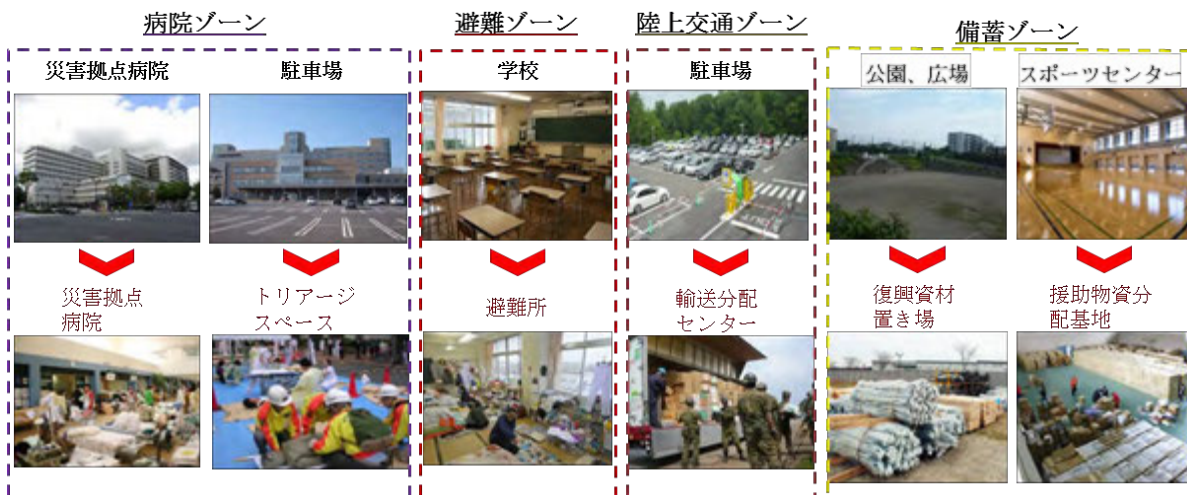 病院ゾーン
避難ゾーン
陸上交通ゾーン
備蓄ゾーン
災害拠点病院
駐車場
学校
駐車場
公園、広場
スポーツセンター
災害拠点
病院
トリアージ
スペース
避難所
輸送分配
センター
復興資材
置き場
援助物資分
配基地